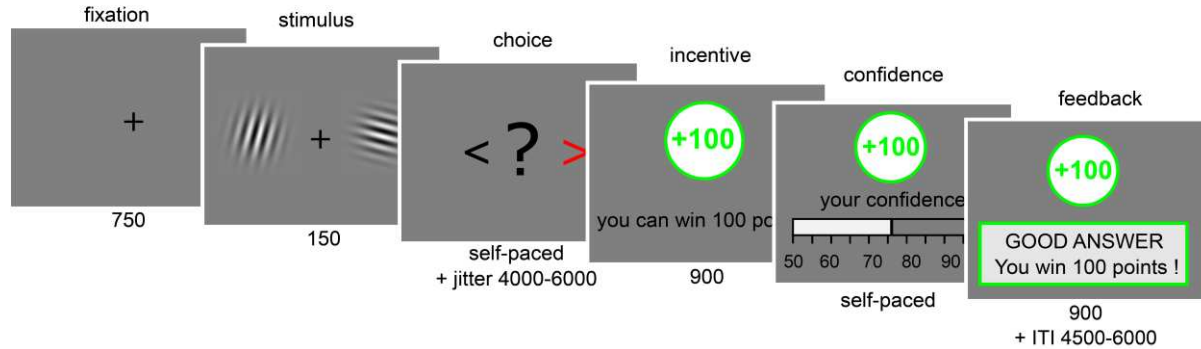 fixation
+
750
stimulus
+
150
choice
< ? >
self-paced
+ jitter 4000-6000
incentive
+100
you can win 100 po
900
confidence
+100
your confidence
50 60 70 80 90
self-paced
feedback
+100
GOOD ANSWER
You win 100 points !
900
+ ITI 4500-6000